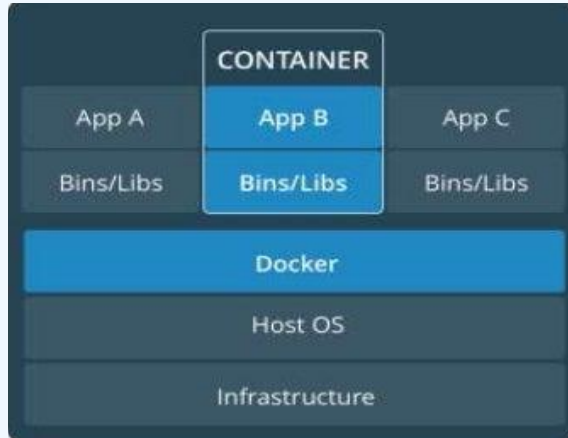 CONTAINER
App A App B App C
Bins/Libs Bins/Libs Bins/Libs
Docker
Host OS
Infrastructure